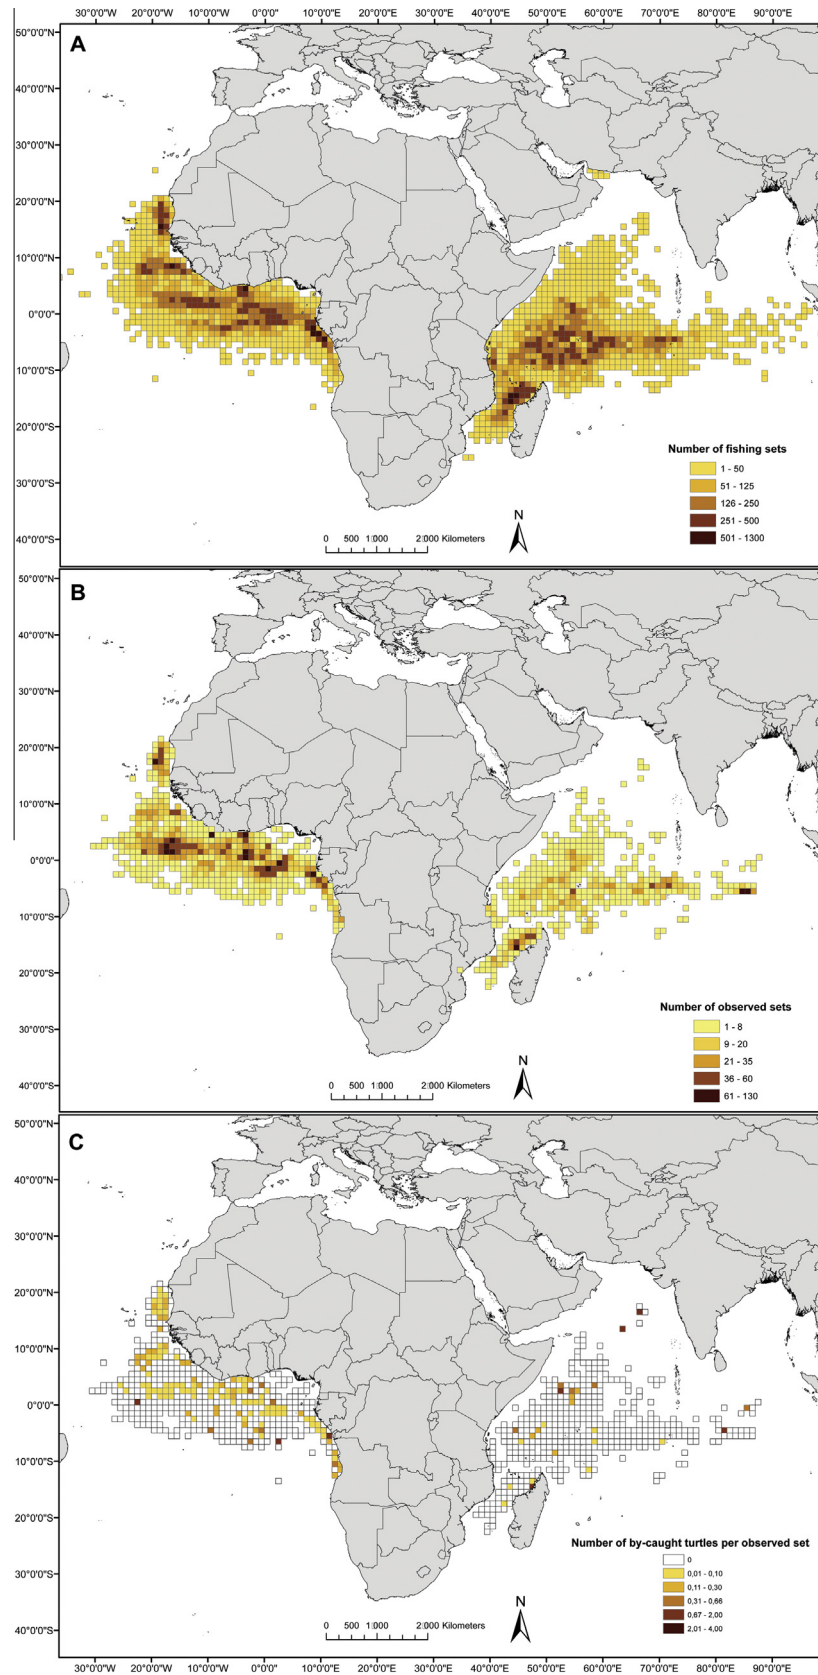 30°0'0"W 20°0'0"W 10°0'0"W 0°0'0" 10°0'0"E 20°0'0"E 30°0'0"E 40°0'0"E 50°0'0"E 60°0'0"E 70°0'0"E 80°0'0"E 90°0'0"E
A
50°0'0"N
40°0'0"N
30°0'0"N
20°0'0"N
10°0'0"N
0°0'0"
10°0'0"S
20°0'0"S
30°0'0"S
40°0'0"S
Number of fishing sets
1 - 50
51 - 125
126 - 250
251 - 500
501 - 1300
N
0 500 1 000 2 000 Kilometers
B
50°0'0"N
40°0'0"N
30°0'0"N
20°0'0"N
10°0'0"N
0°0'0"
10°0'0"S
20°0'0"S
30°0'0"S
40°0'0"S
Number of observed sets
1 - 8
9 - 20
21 - 35
36 - 60
61 - 130
N
0 500 1 000 2 000 Kilometers
C
50°0'0"N
40°0'0"N
30°0'0"N
20°0'0"N
10°0'0"N
0°0'0"
10°0'0"S
20°0'0"S
30°0'0"S
40°0'0"S
Number of by-caught turtles per observed set
0
0,01 - 0,10
0,11 - 0,30
0,31 - 0,66
0,67 - 2,00
2,01 - 4,00
N
0 500 1 000 2 000 Kilometers
30°0'0"W 20°0'0"W 10°0'0"W 0°0'0" 10°0'0"E 20°0'0"E 30°0'0"E 40°0'0"E 50°0'0"E 60°0'0"E 70°0'0"E 80°0'0"E 90°0'0"E